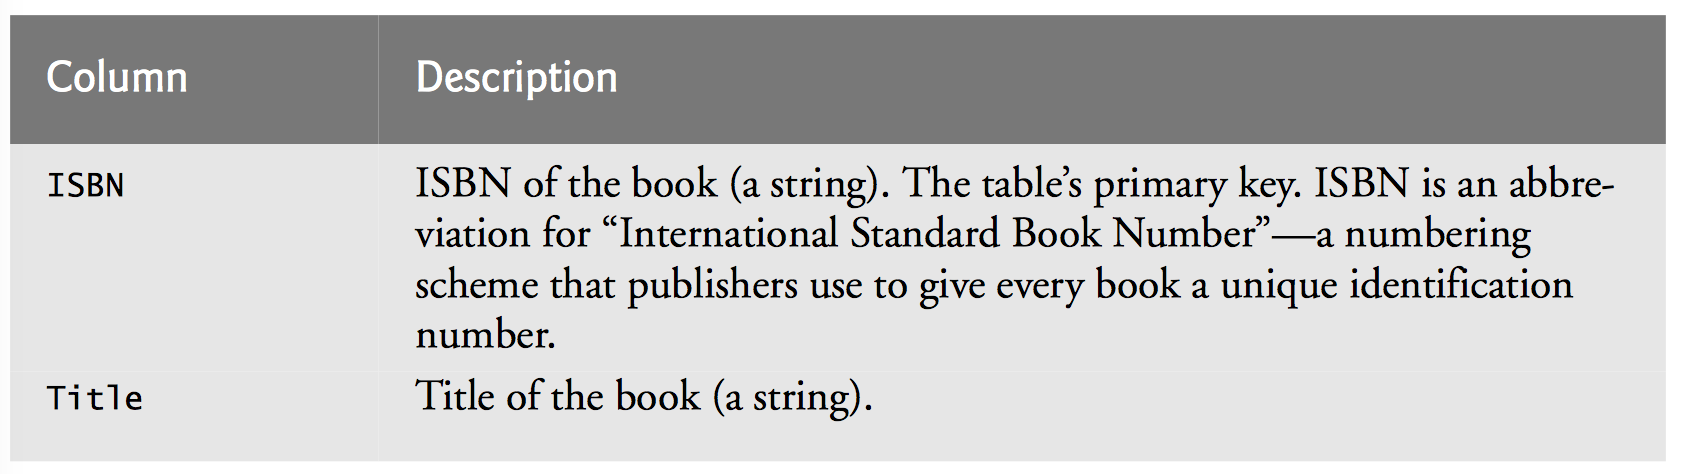 Column Description
ISBN ISBN of the book (a string). The table’s primary key. ISBN is an abbre-
viation for “International Standard Book Number”—a numbering
scheme that publishers use to give every book a unique identification
number.
Title Title of the book (a string).